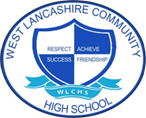 WEST LANCASHIRE COMMUNITY
RESPECT ACHIEVE
SUCCESS FRIENDSHIP
WLCHS
HIGH SCHOOL